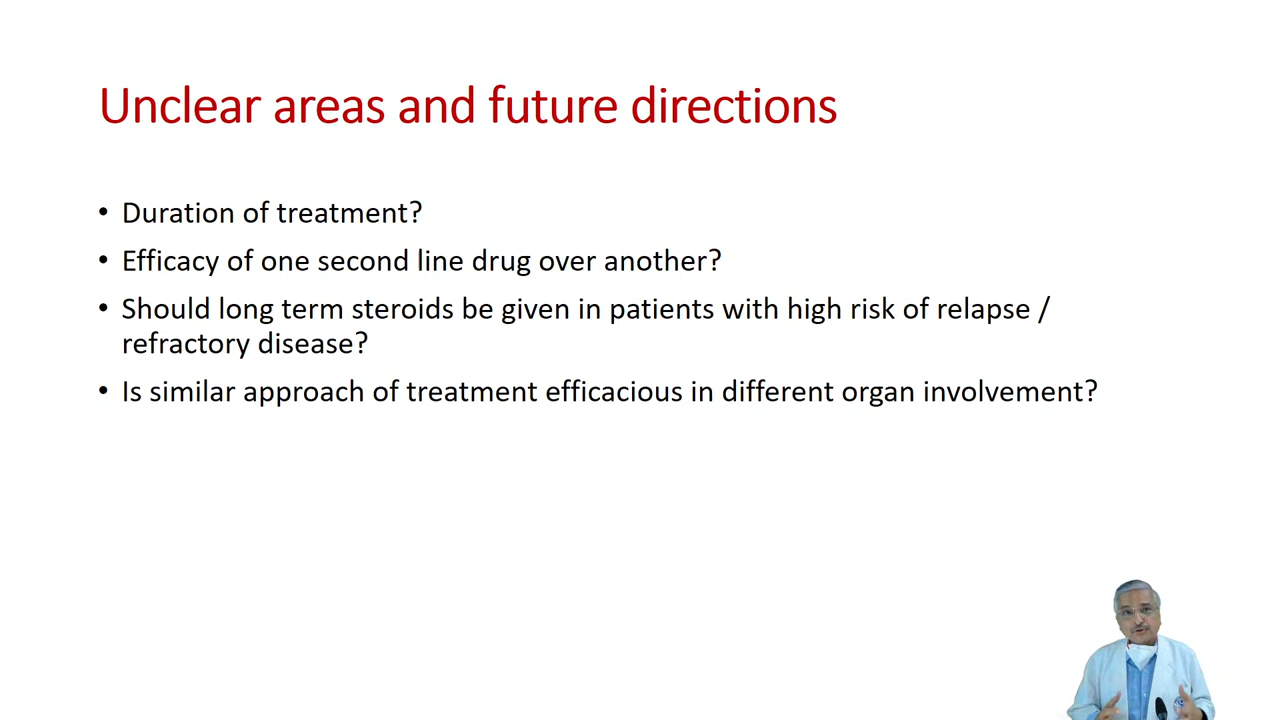 Unclear areas and future directions
• Duration of treatment?
• Efficacy of one second line drug over another?
• Should long term steroids be given in patients with high risk of relapse /
refractory disease?
• Is similar approach of treatment efficacious in different organ involvement?